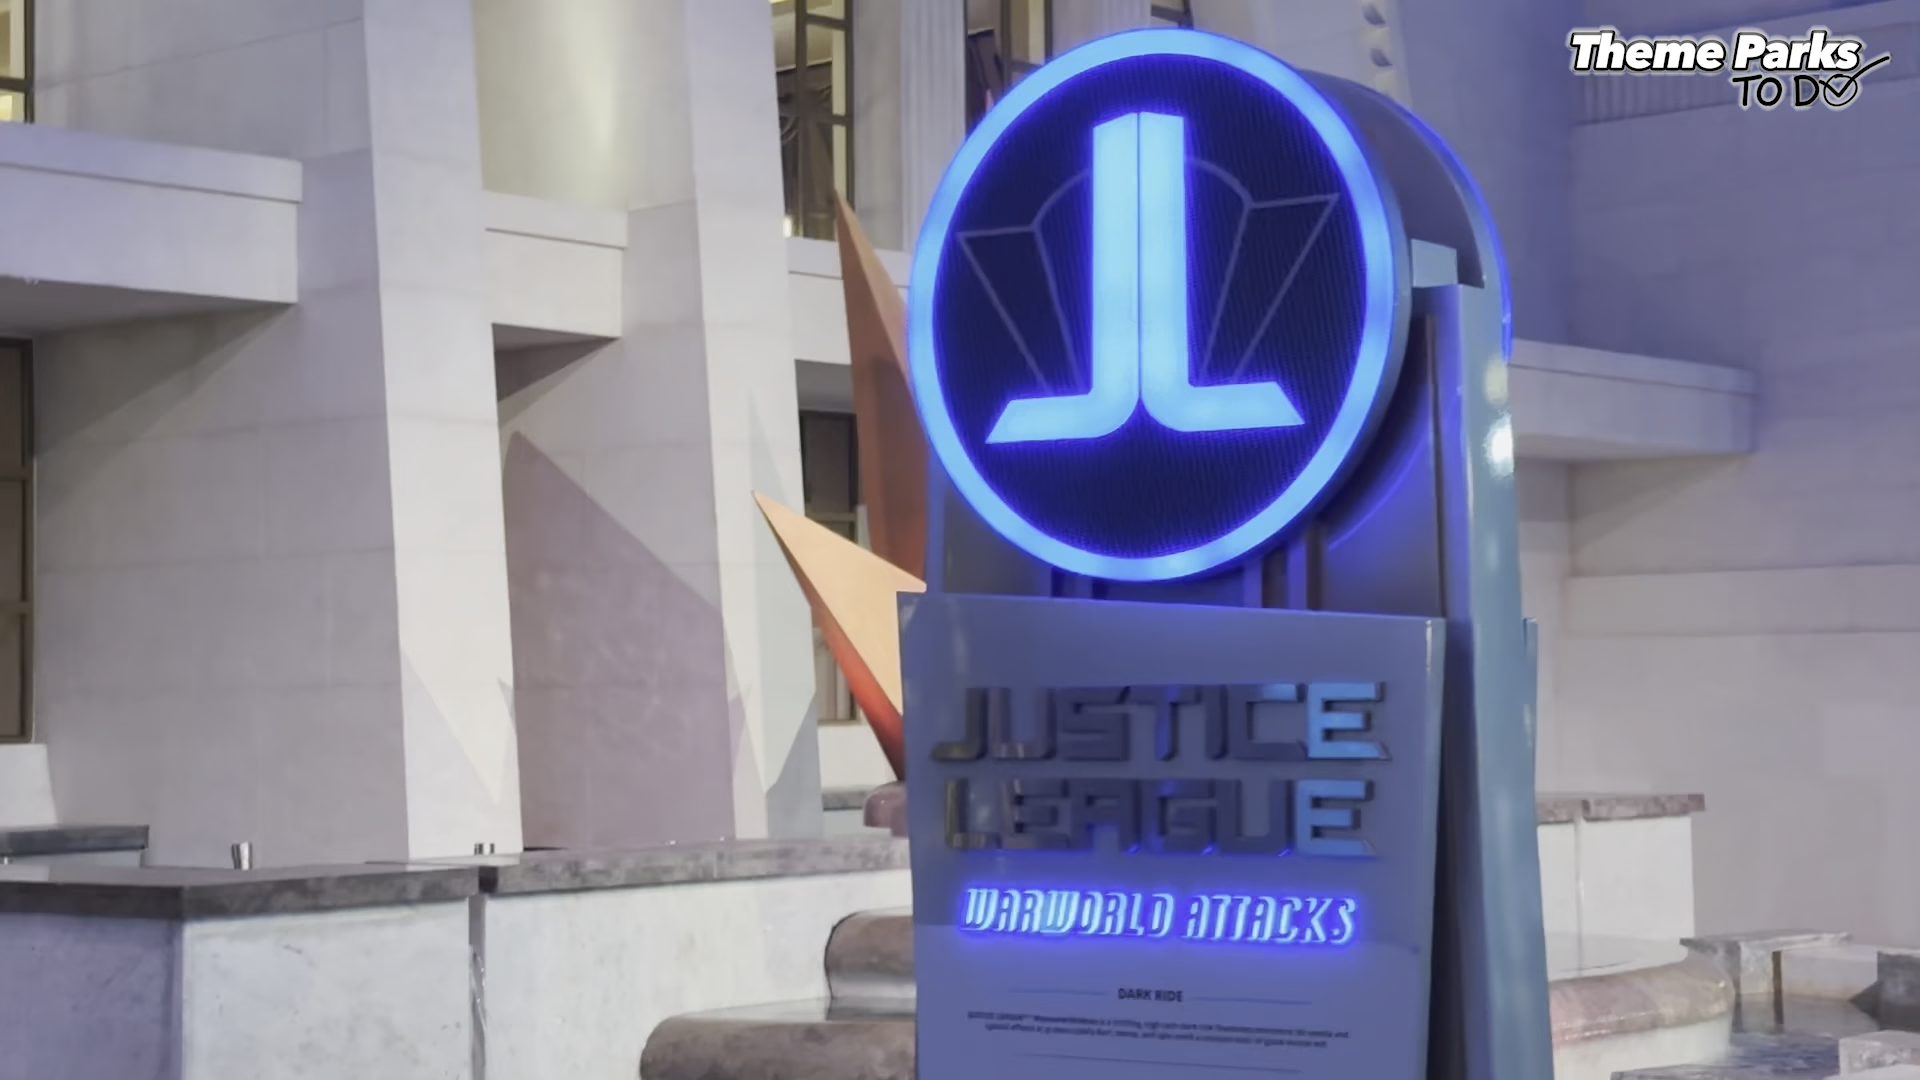 Theme Parks
TO DO
JL
JUSTICE
LEAGUE
WARWORLD ATTACKS
DARK RIDE